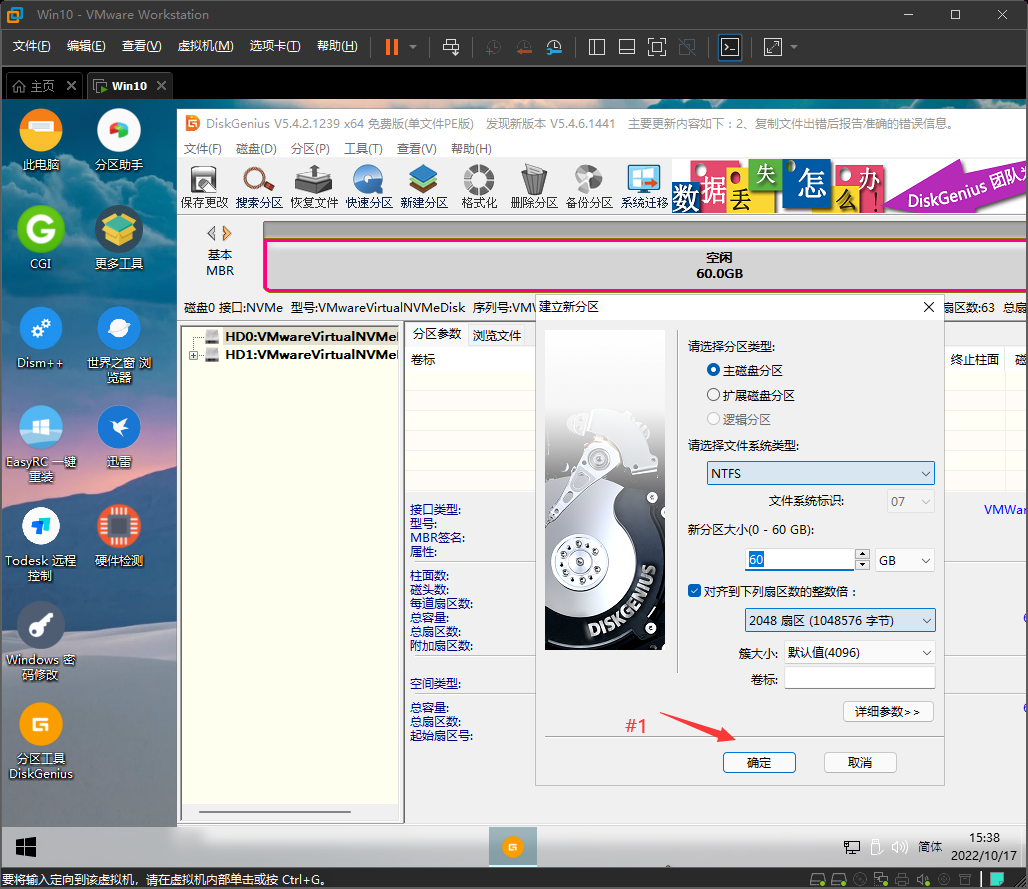 Win10 - VMware Workstation
文件(F) 编辑(E) 查看(V) 虚拟机(M) 选项卡(T) 帮助(H)
主页 Win10
此电脑
分区助手
CGI
更多工具
Dism++
世界之窗 浏
览器
EasyRC 一键
重装
迅雷
Todesk 远程
控制
硬件检测
Windows 密
码修改
分区工具
DiskGenius
DiskGenius V5.4.2.1239 x64 免费版(单文件PE版) 发现新版本 V5.4.6.1441 主要更新内容如下：2、复制文件出错后报告准确的错误信息。
文件(F) 磁盘(D) 分区(P) 工具(T) 查看(V) 帮助(H)
保存更改 搜索分区 恢复文件 快速分区 新建分区 格式化 删除分区 备份分区 系统迁移
数据丢失怎么办!
DiskGenius 团队为
基本
MBR
空闲
60.0GB
磁盘0 接口:NVMe 型号:VMwareVirtualNVMeDisk 序列号:VMW
扇区数:63 总扇
HD0:VMwareVirtualNVMe
HD1:VMwareVirtualNVMe
分区参数 浏览文件
卷标
终止柱面 磁
接口类型:
型号:
VMWar
MBR签名:
属性:
柱面数:
磁头数:
每道扇区数:
总容量:
总扇区数:
附加扇区数:
空间类型:
总容量:
总扇区数:
起始扇区号:
建立新分区
请选择分区类型:
主磁盘分区
扩展磁盘分区
逻辑分区
请选择文件系统类型:
NTFS
文件系统标识: 07
新分区大小(0 - 60 GB):
60 GB
对齐到下列扇区数的整数倍：
2048 扇区 (1048576 字节)
簇大小: 默认值(4096)
卷标:
详细参数>>
DISKGENIUS
#1
确定 取消
简体
15:38
2022/10/17
要将输入定向到该虚拟机，请在虚拟机内部单击或按 Ctrl+G。